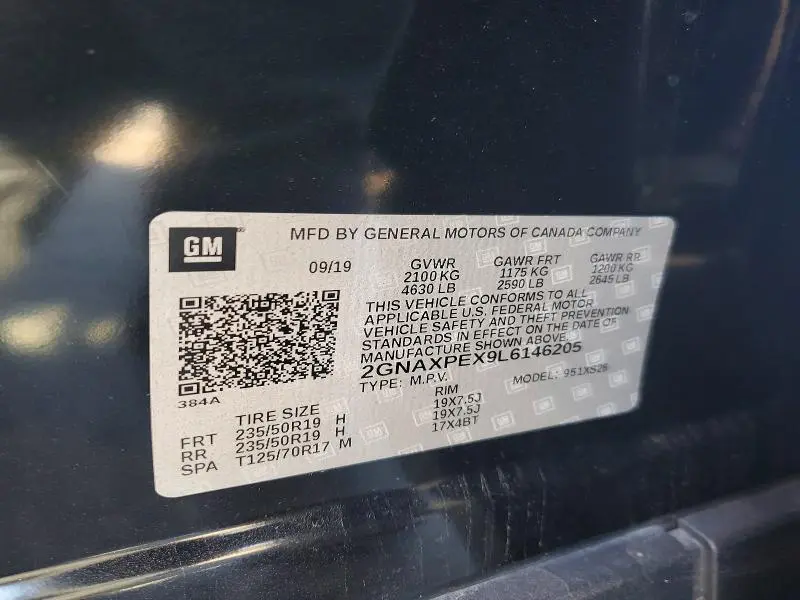 GM
MFD BY GENERAL MOTORS OF CANADA COMPANY
09/19
GVWR GAWR FRT GAWR RR
2100 KG 1175 KG 1200 KG
4630 LB 2590 LB 2645 LB
THIS VEHICLE CONFORMS TO ALL
APPLICABLE U.S. FEDERAL MOTOR
VEHICLE SAFETY AND THEFT PREVENTION
STANDARDS IN EFFECT ON THE DATE OF
MANUFACTURE SHOWN ABOVE.
2GNAXPEX9L6146205
TYPE: M.P.V. MODEL: 951XS26
384A
TIRE SIZE RIM
FRT 235/50R19 H 19X7.5J
RR 235/50R19 H 19X7.5J
SPA T125/70R17 M 17X4BT